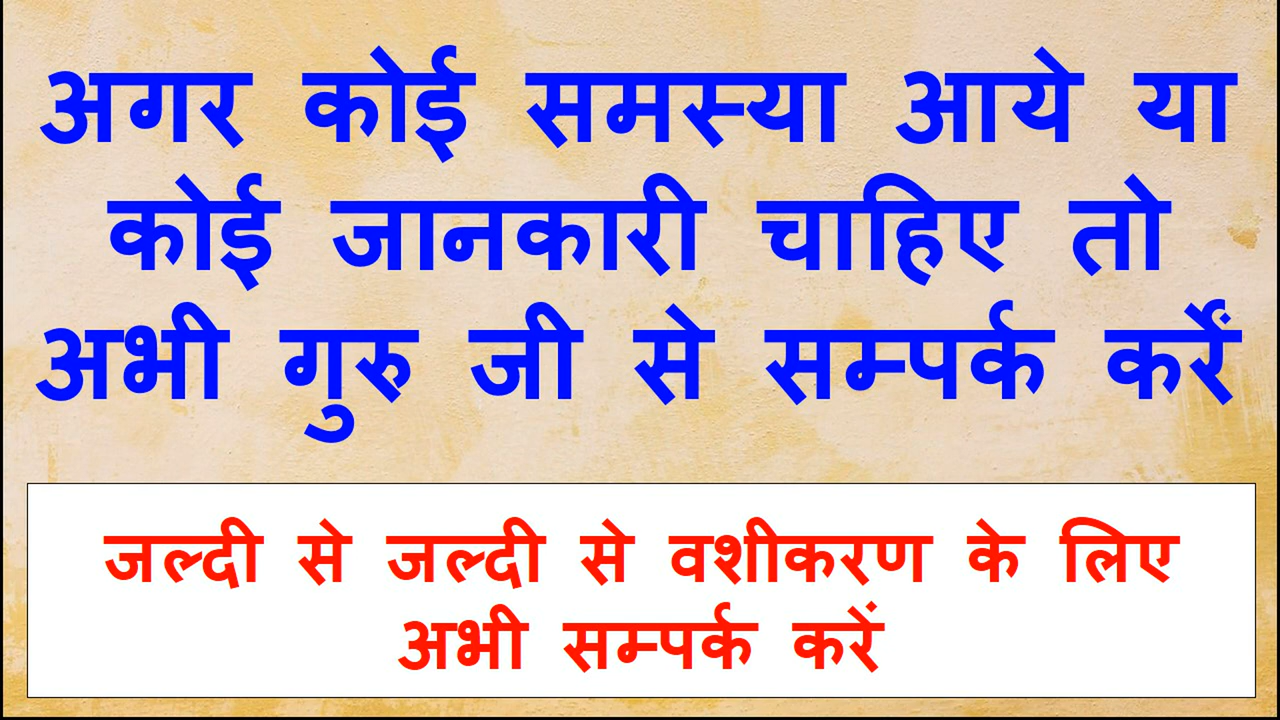 अगर कोई समस्या आये या
कोई जानकारी चाहिए तो
अभी गुरु जी से सम्पर्क करेंं
जल्दी से जल्दी से वशीकरण के लिए
अभी सम्पर्क करें